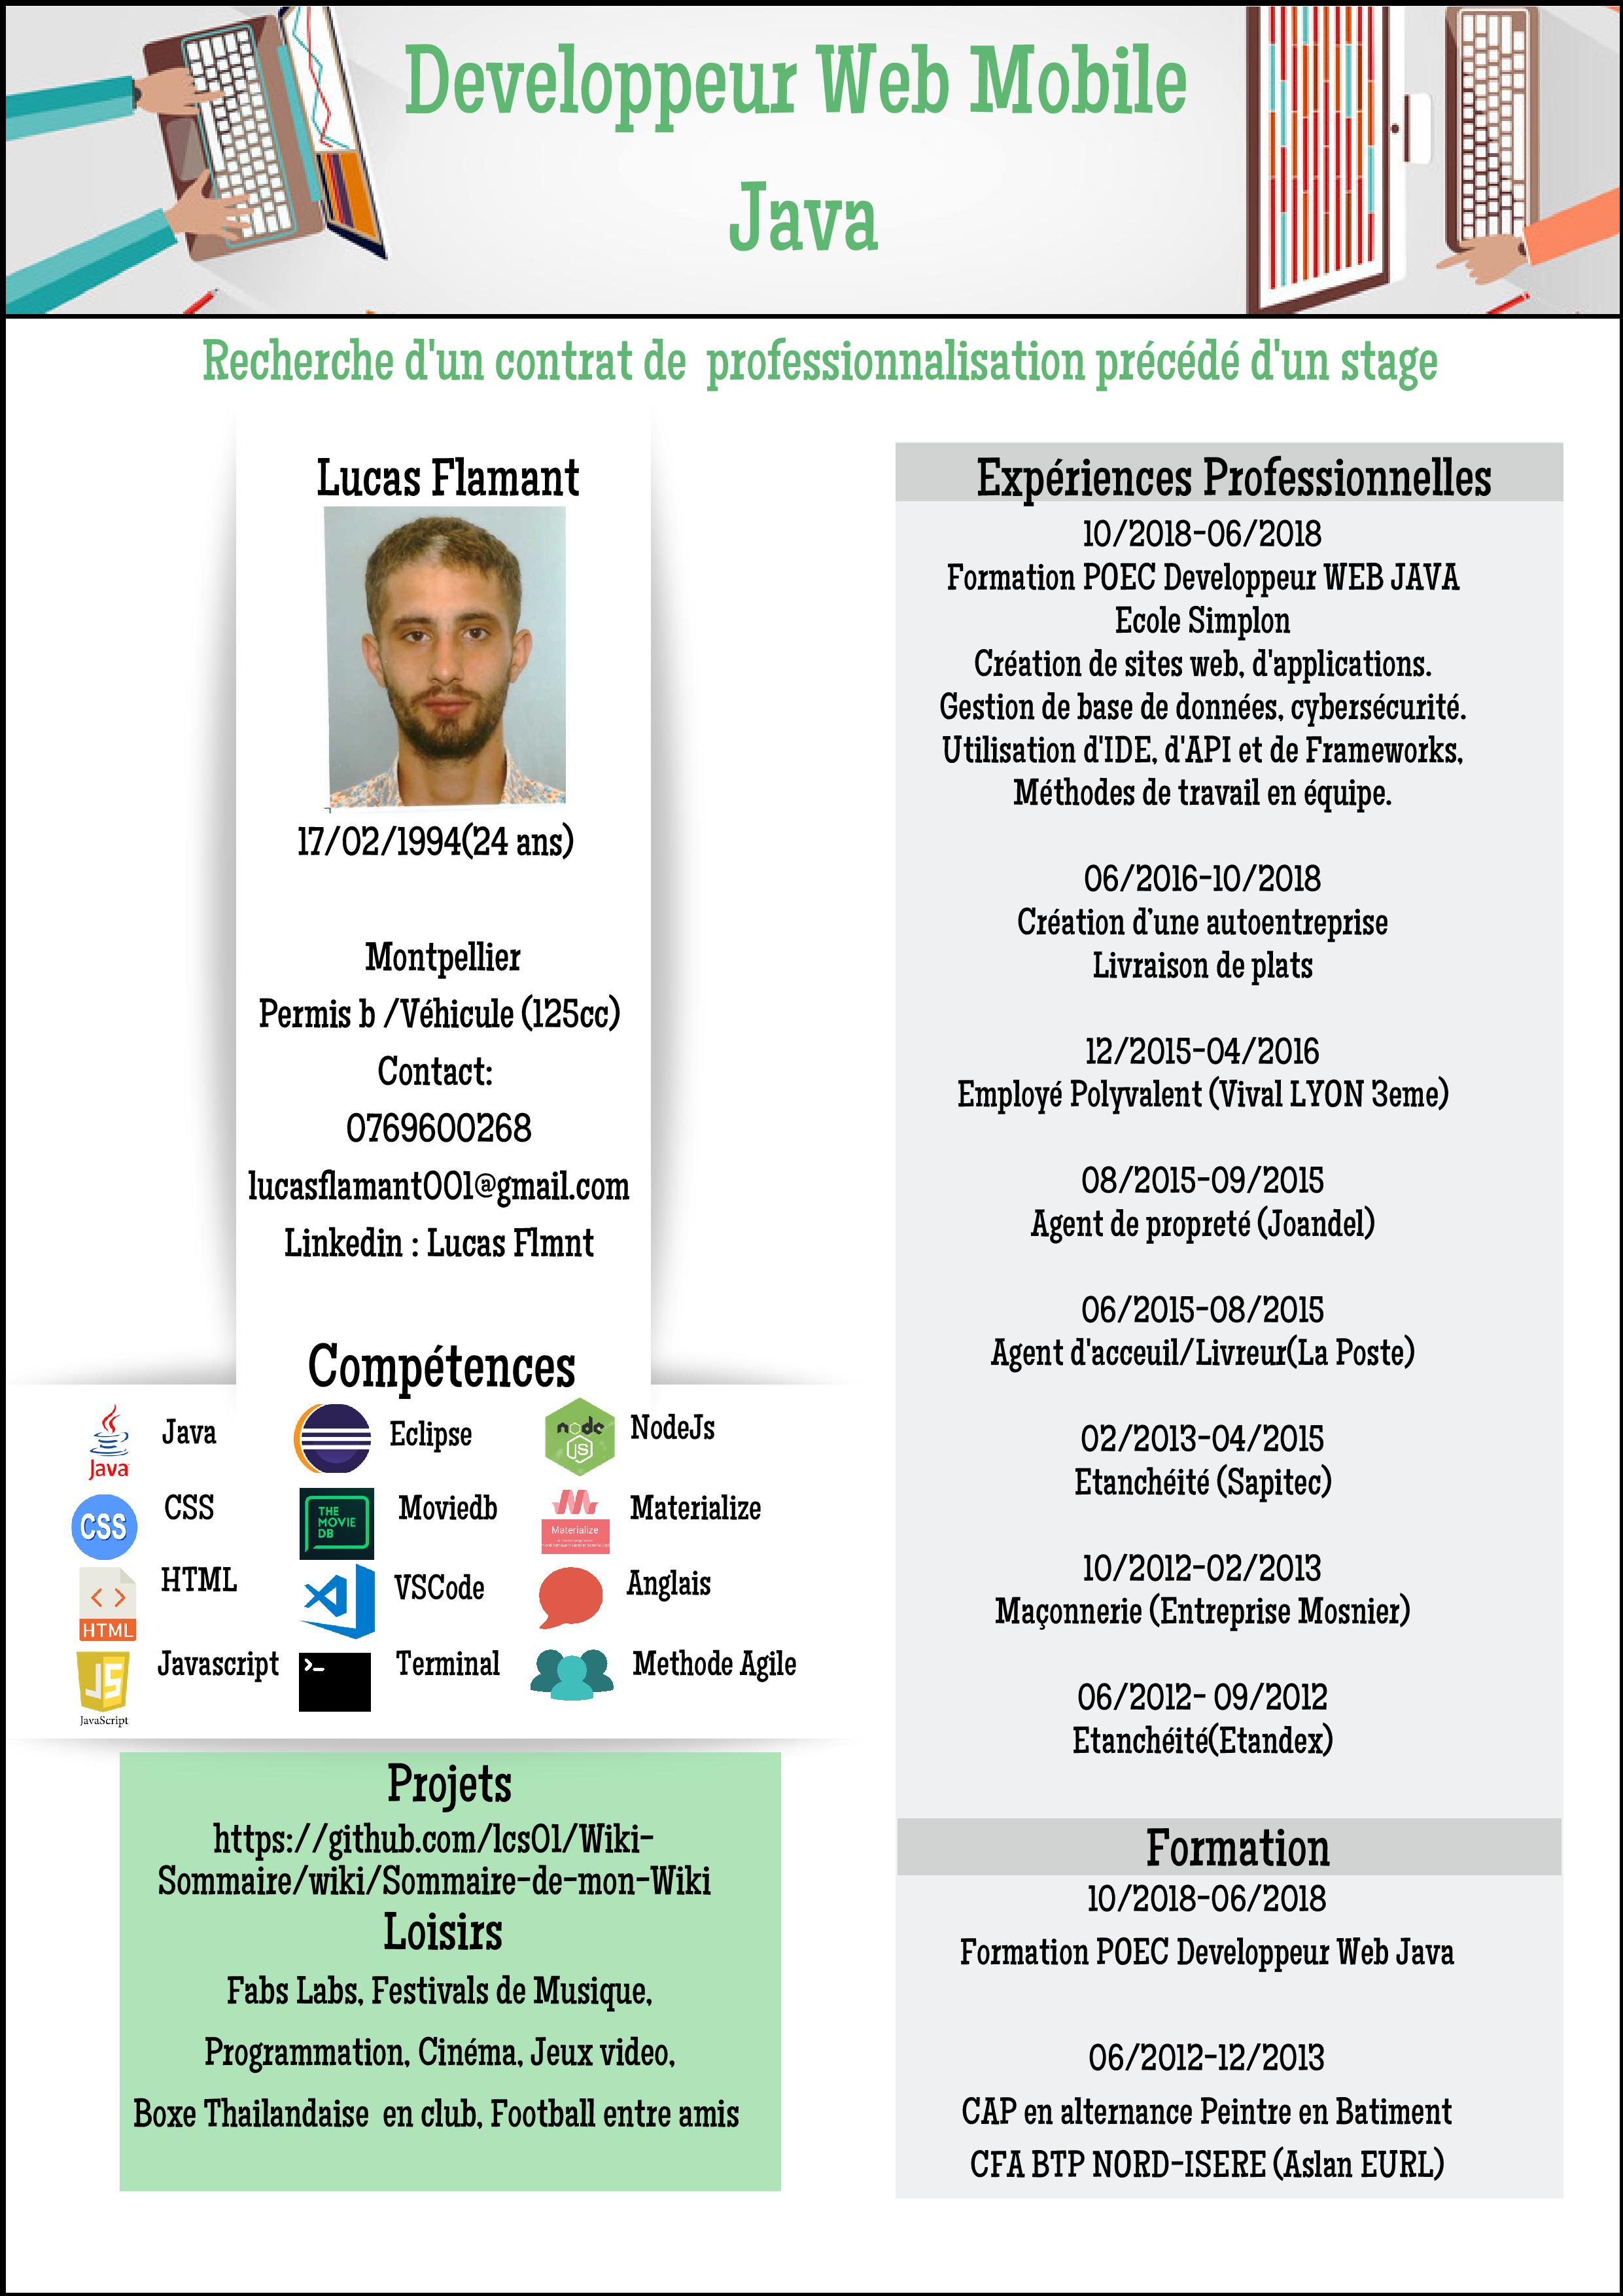 Developpeur Web Mobile
Java
Recherche d'un contrat de  professionnalisation précédé d'un stage
Lucas Flamant
17/02/1994(24 ans)
Montpellier
Permis b /Véhicule (125cc)
Contact:
0769600268
lucasflamant001@gmail.com
Linkedin : Lucas Flmnt
Compétences
Java
Java
Eclipse
node
JS
NodeJs
CSS
CSS
THE
MOVIE
DB
Moviedb
Materialize
Materialize
HTML
HTML
VSCode
Anglais
JS
JavaScript
Javascript
>_
Terminal
Methode Agile
Projets
https://github.com/lcs01/Wiki-
Sommaire/wiki/Sommaire-de-mon-Wiki
Loisirs
Fabs Labs, Festivals de Musique,
Programmation, Cinéma, Jeux video,
Boxe Thailandaise  en club, Football entre amis
Expériences Professionnelles
10/2018-06/2018
Formation POEC Developpeur WEB JAVA
Ecole Simplon
Création de sites web, d'applications.
Gestion de base de données, cybersécurité.
Utilisation d'IDE, d'API et de Frameworks,
Méthodes de travail en équipe.
06/2016-10/2018
Création d’une autoentreprise
Livraison de plats
12/2015-04/2016
Employé Polyvalent (Vival LYON 3eme)
08/2015-09/2015
Agent de propreté (Joandel)
06/2015-08/2015
Agent d'acceuil/Livreur(La Poste)
02/2013-04/2015
Etanchéité (Sapitec)
10/2012-02/2013
Maçonnerie (Entreprise Mosnier)
06/2012- 09/2012
Etanchéité(Etandex)
Formation
10/2018-06/2018
Formation POEC Developpeur Web Java
06/2012-12/2013
CAP en alternance Peintre en Batiment
CFA BTP NORD-ISERE (Aslan EURL)